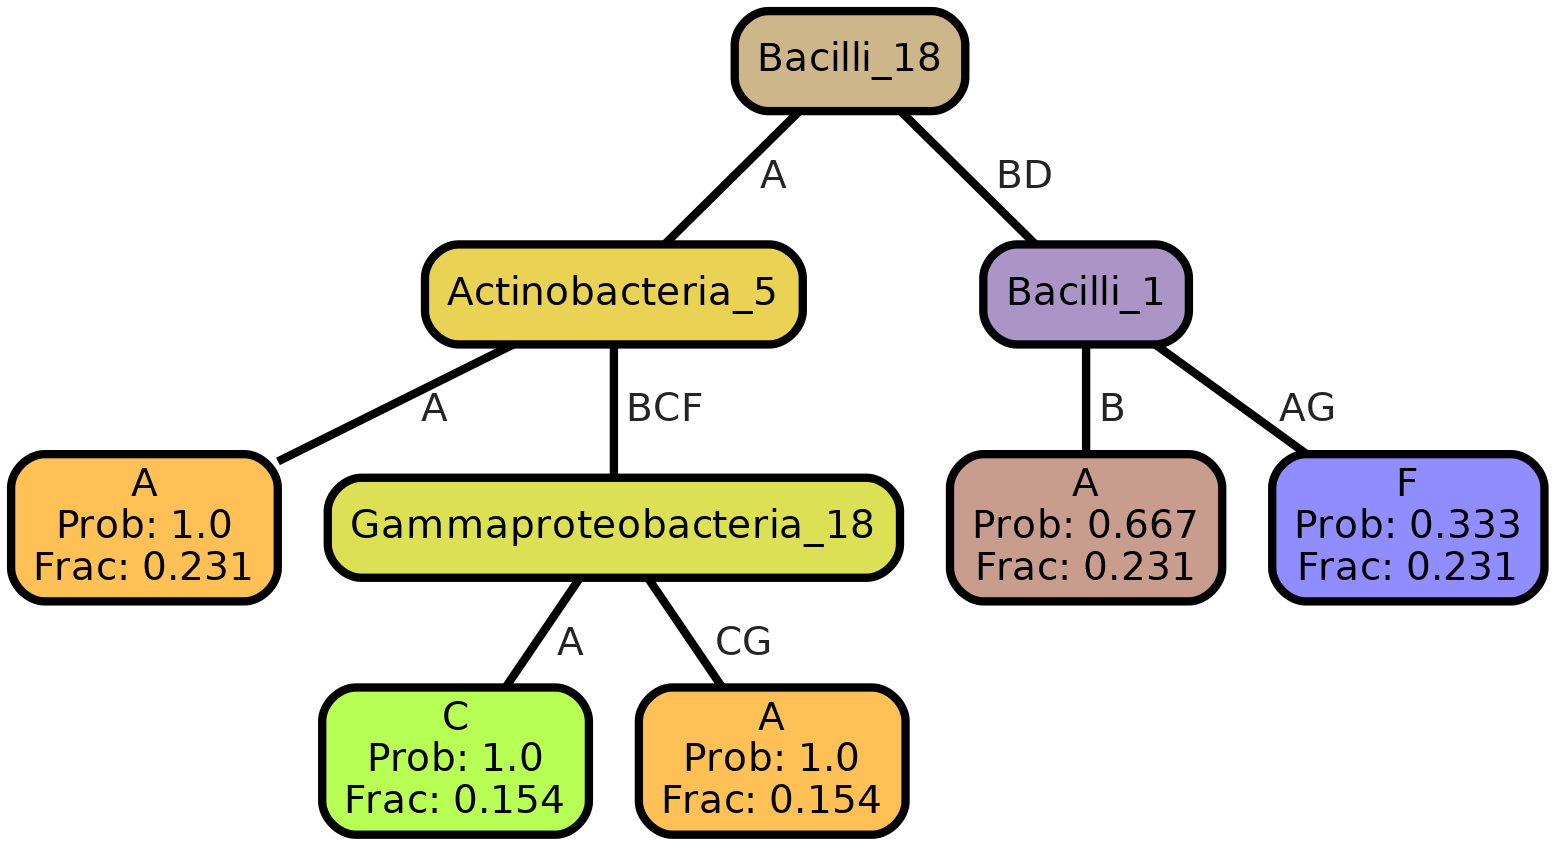 Bacilli_18
A
BD
Actinobacteria_5
Bacilli_1
A
BCF
B
AG
A
Prob: 1.0
Frac: 0.231
Gammaproteobacteria_18
A
Prob: 0.667
Frac: 0.231
F
Prob: 0.333
Frac: 0.231
A
CG
C
Prob: 1.0
Frac: 0.154
A
Prob: 1.0
Frac: 0.154